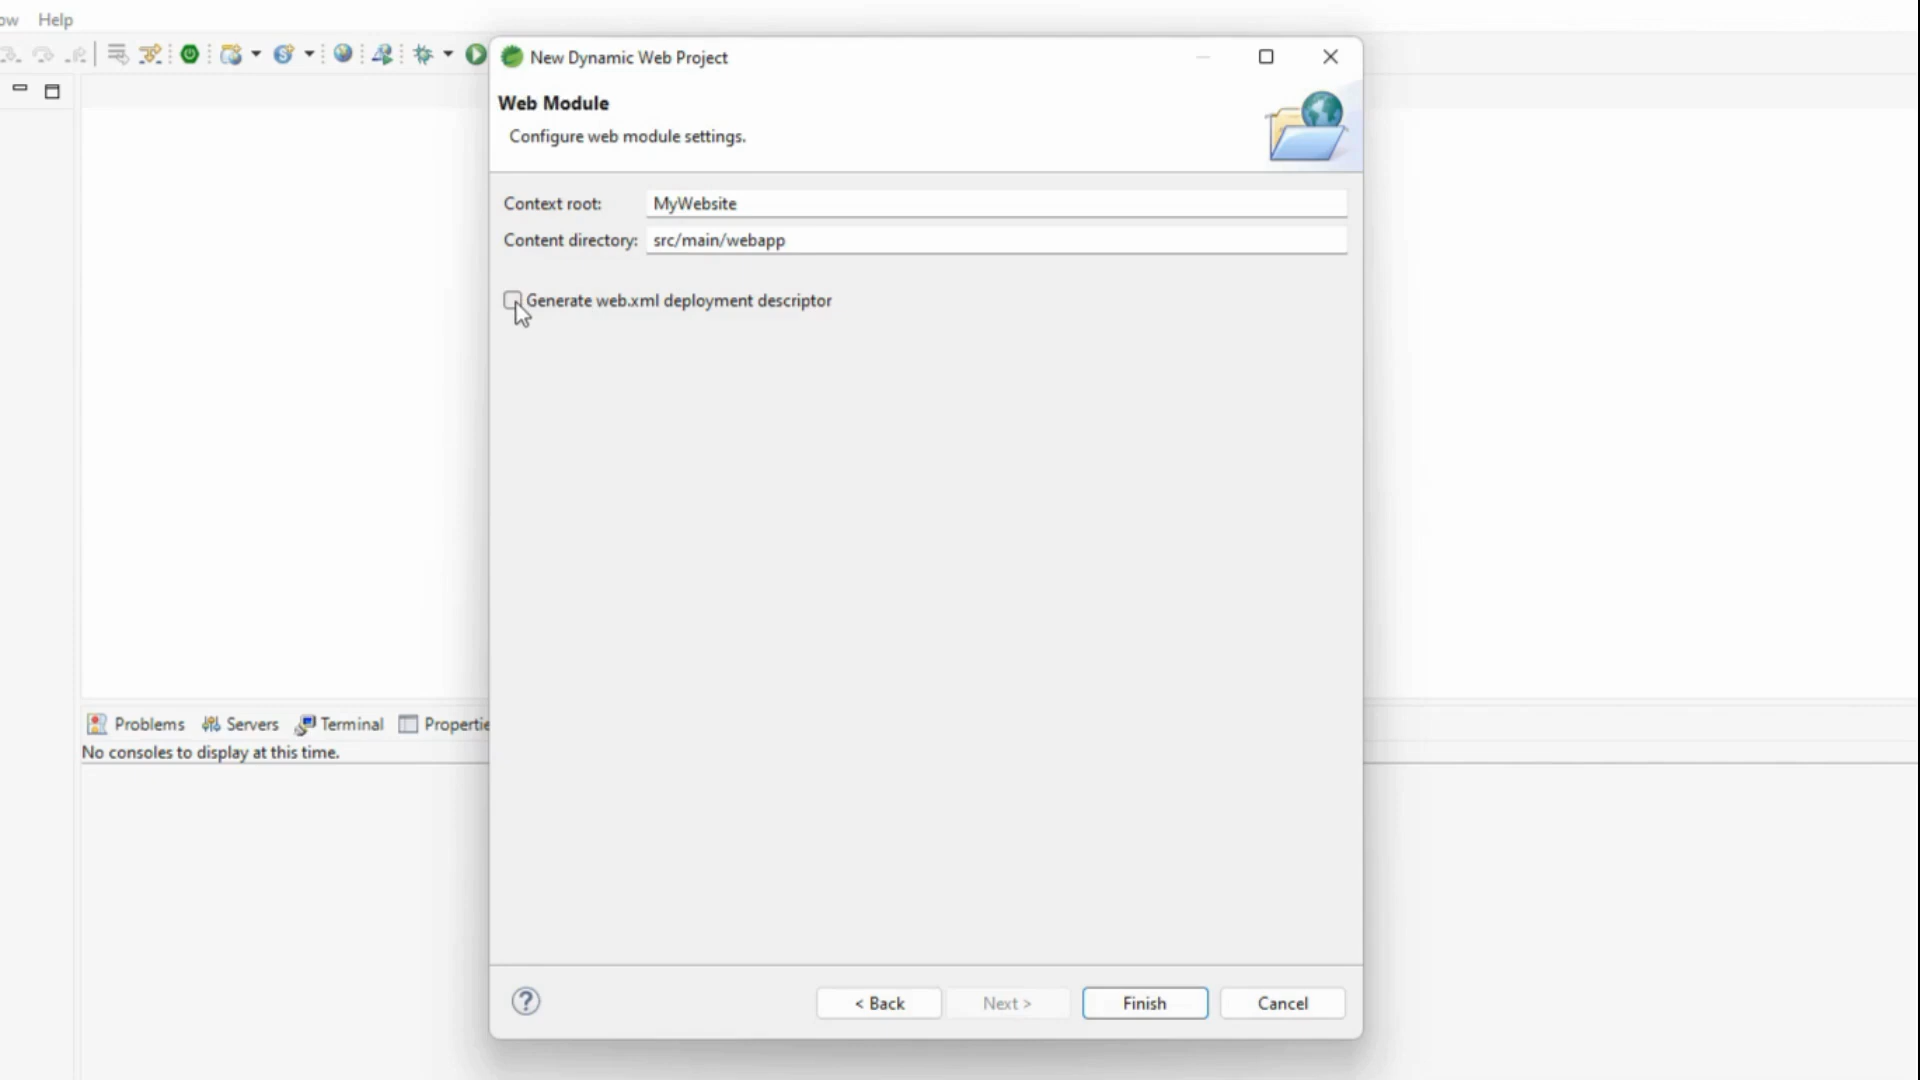 ow Help
New Dynamic Web Project
Web Module
Configure web module settings.
Context root: MyWebsite
Content directory: src/main/webapp
Generate web.xml deployment descriptor
Problems Servers Terminal Propertie
No consoles to display at this time.
? < Back Next > Finish Cancel